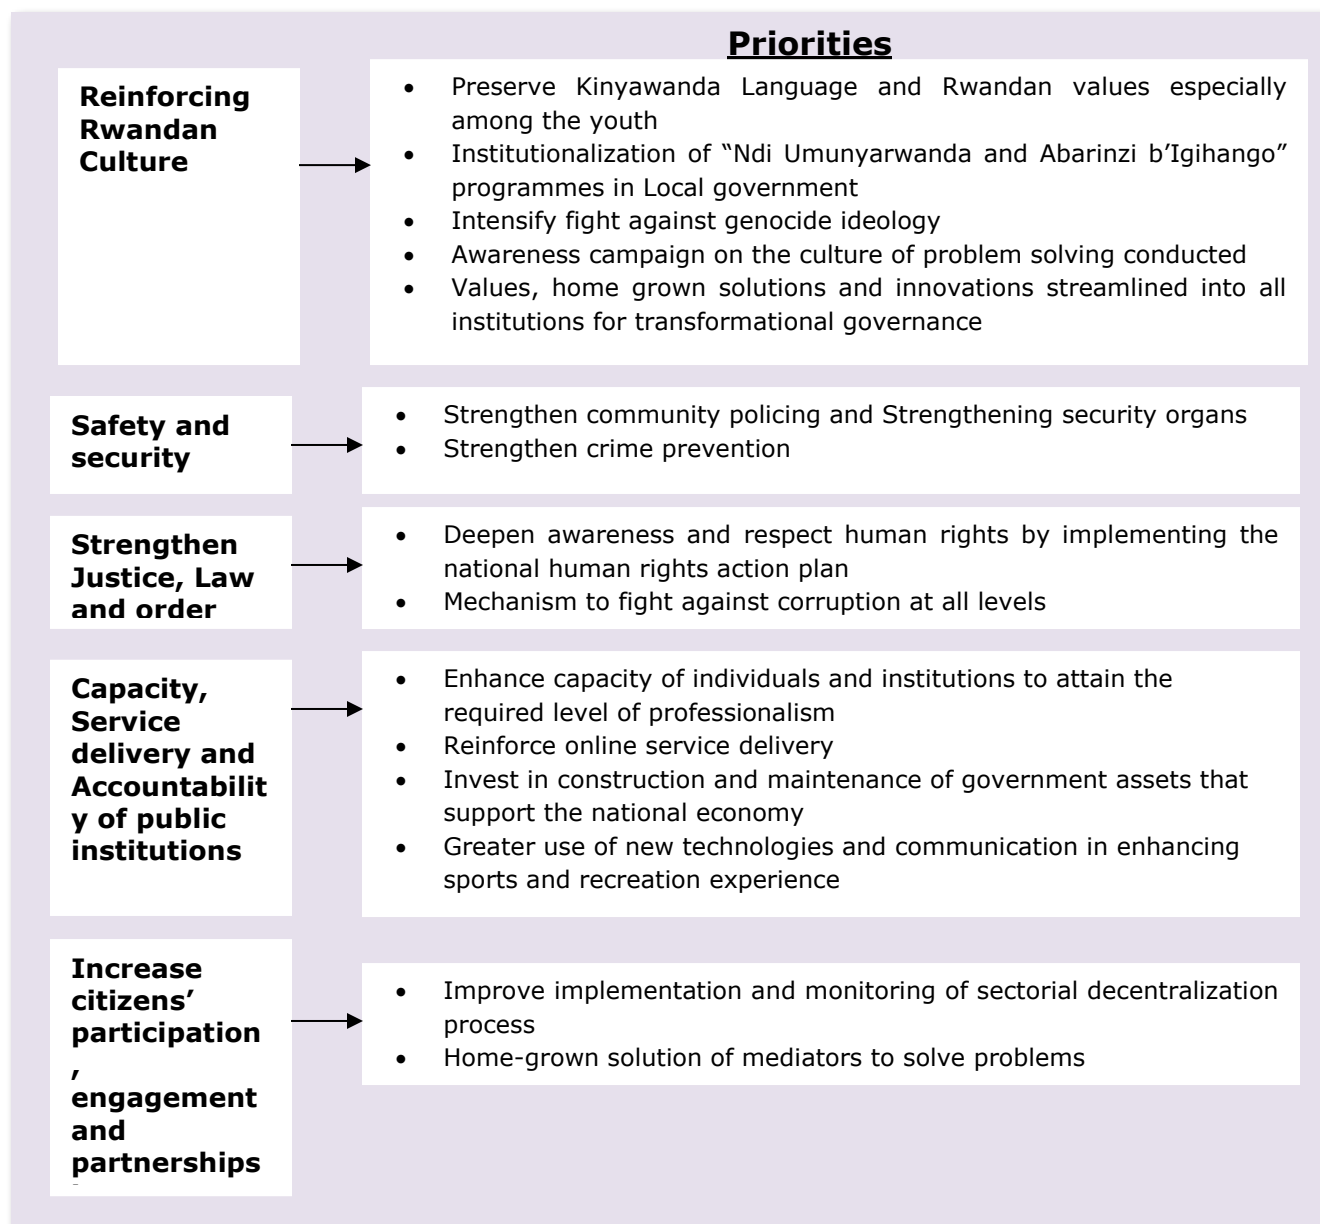 Priorities
Reinforcing
Rwandan
Culture
• Preserve Kinyawanda Language and Rwandan values especially
among the youth
• Institutionalization of “Ndi Umunyarwanda and Abarinzi b’Igihango”
programmes in Local government
• Intensify fight against genocide ideology
• Awareness campaign on the culture of problem solving conducted
• Values, home grown solutions and innovations streamlined into all
institutions for transformational governance
Safety and
security
• Strengthen community policing and Strengthening security organs
• Strengthen crime prevention
Strengthen
Justice, Law
and order
• Deepen awareness and respect human rights by implementing the
national human rights action plan
• Mechanism to fight against corruption at all levels
Capacity,
Service
delivery and
Accountabilit
y of public
institutions
• Enhance capacity of individuals and institutions to attain the
required level of professionalism
• Reinforce online service delivery
• Invest in construction and maintenance of government assets that
support the national economy
• Greater use of new technologies and communication in enhancing
sports and recreation experience
Increase
citizens’
participation
,
engagement
and
partnerships
• Improve implementation and monitoring of sectorial decentralization
process
• Home-grown solution of mediators to solve problems